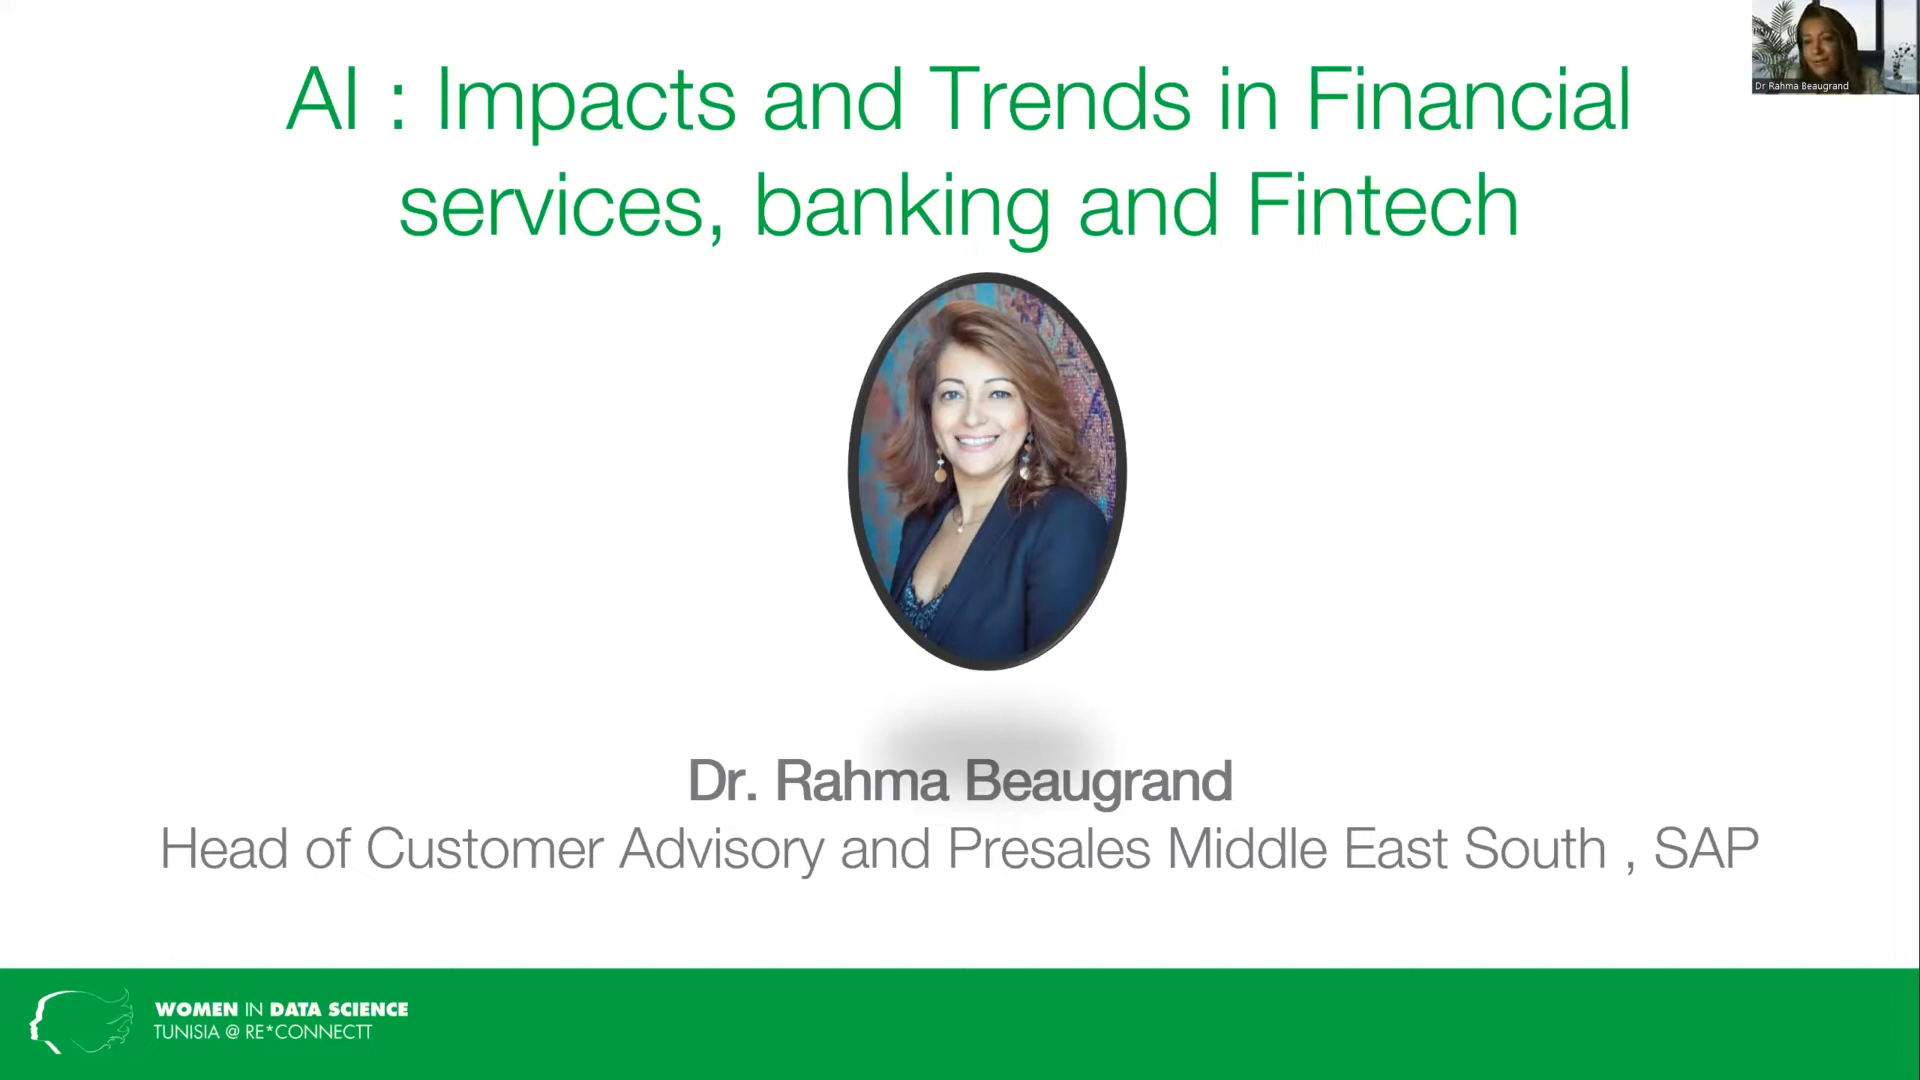 AI : Impacts and Trends in Financial
services, banking and Fintech
Dr Rahma Beaugrand
Dr. Rahma Beaugrand
Head of Customer Advisory and Presales Middle East South , SAP
WOMEN IN DATA SCIENCE
TUNISIA @ RE*CONNECTT